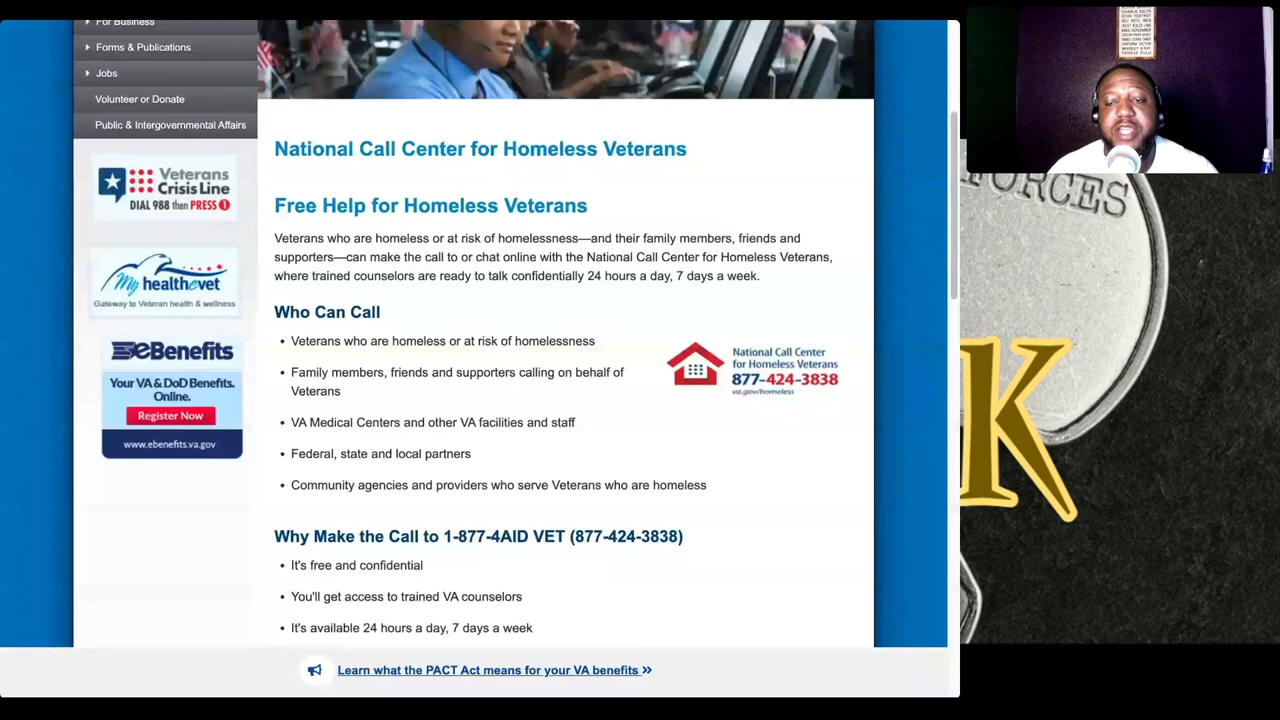 For Business
Forms & Publications
Jobs
Volunteer or Donate
Public & Intergovernmental Affairs
Veterans
Crisis Line
DIAL 988 then PRESS 1
My healthevet
Gateway to Veteran health & wellness
eBenefits
Your VA & DoD Benefits.
Online.
Register Now
www.ebenefits.va.gov
National Call Center for Homeless Veterans
Free Help for Homeless Veterans
Veterans who are homeless or at risk of homelessness—and their family members, friends and
supporters—can make the call to or chat online with the National Call Center for Homeless Veterans,
where trained counselors are ready to talk confidentially 24 hours a day, 7 days a week.
Who Can Call
• Veterans who are homeless or at risk of homelessness
• Family members, friends and supporters calling on behalf of
Veterans
• VA Medical Centers and other VA facilities and staff
• Federal, state and local partners
• Community agencies and providers who serve Veterans who are homeless
National Call Center
for Homeless Veterans
877-424-3838
va.gov/homeless
Why Make the Call to 1-877-4AID VET (877-424-3838)
• It's free and confidential
• You'll get access to trained VA counselors
• It's available 24 hours a day, 7 days a week
Learn what the PACT Act means for your VA benefits »
FORCES
K